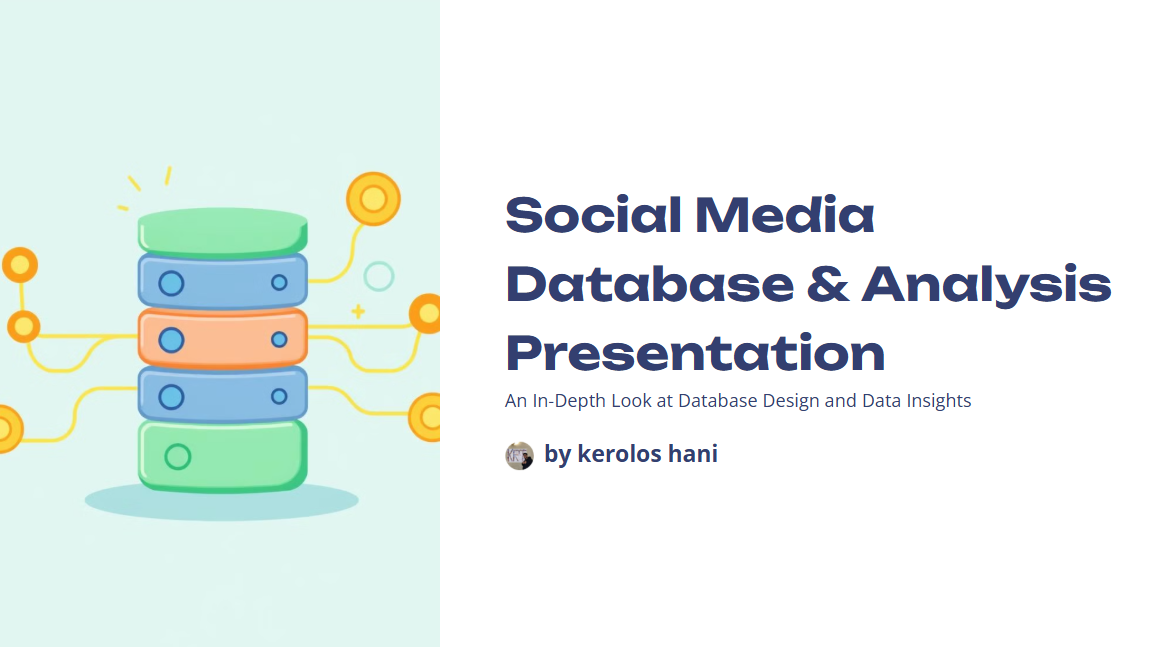 Social Media
Database & Analysis
Presentation
An In-Depth Look at Database Design and Data Insights
by kerolos hani